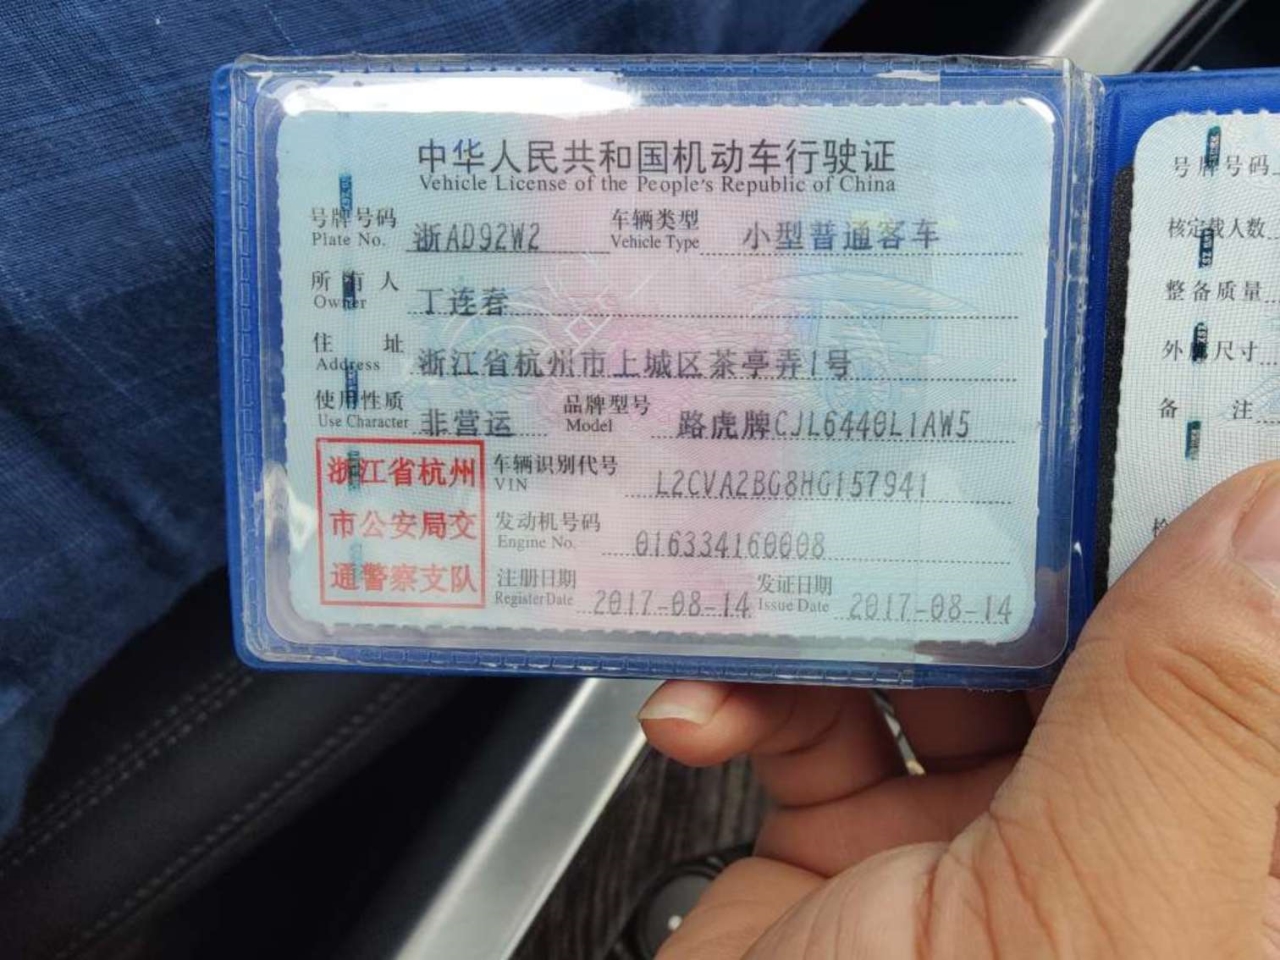 中华人民共和国机动车行驶证
Vehicle License of the People's Republic of China
号牌号码 浙AD92W2 车辆类型 小型普通客车
Plate No. Vehicle Type
所有人 丁连春
Owner
住址 浙江省杭州市上城区茶亭弄1号
Address
使用性质 非营运 品牌型号 路虎牌CJL6440L1AW5
Use Character Model
浙江省杭州
市公安局交
通警察支队
车辆识别代号 L2CVA2BG8HG157941
VIN
发动机号码 016334160008
Engine No.
注册日期 2017-08-14 发证日期 2017-08-14
Register Date Issue Date
号牌号码
核定载人数
整备质量
外廓尺寸
备注